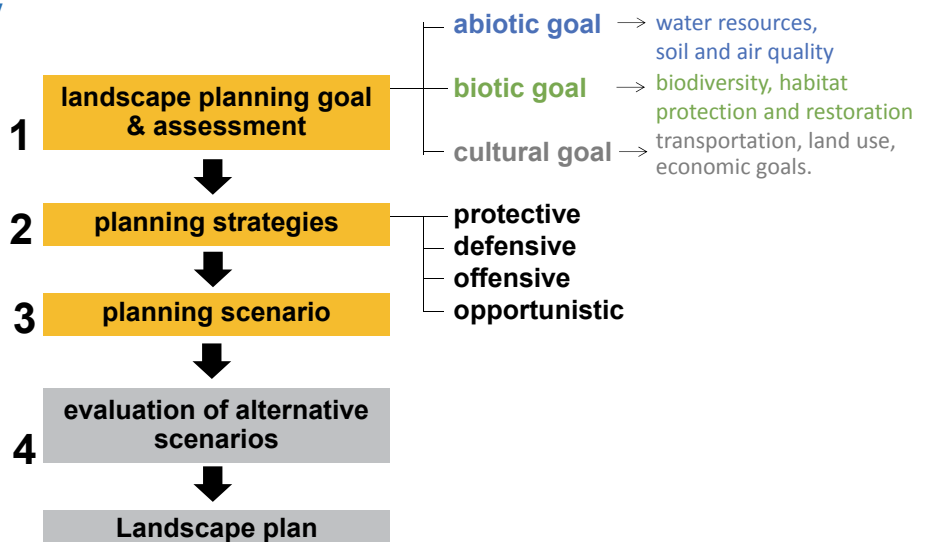 abiotic goal
water resources,
soil and air quality
1
landscape planning goal
& assessment
biotic goal
biodiversity, habitat
protection and restoration
cultural goal
transportation, land use,
economic goals.
2
planning strategies
protective
defensive
offensive
opportunistic
3
planning scenario
4
evaluation of alternative
scenarios
Landscape plan